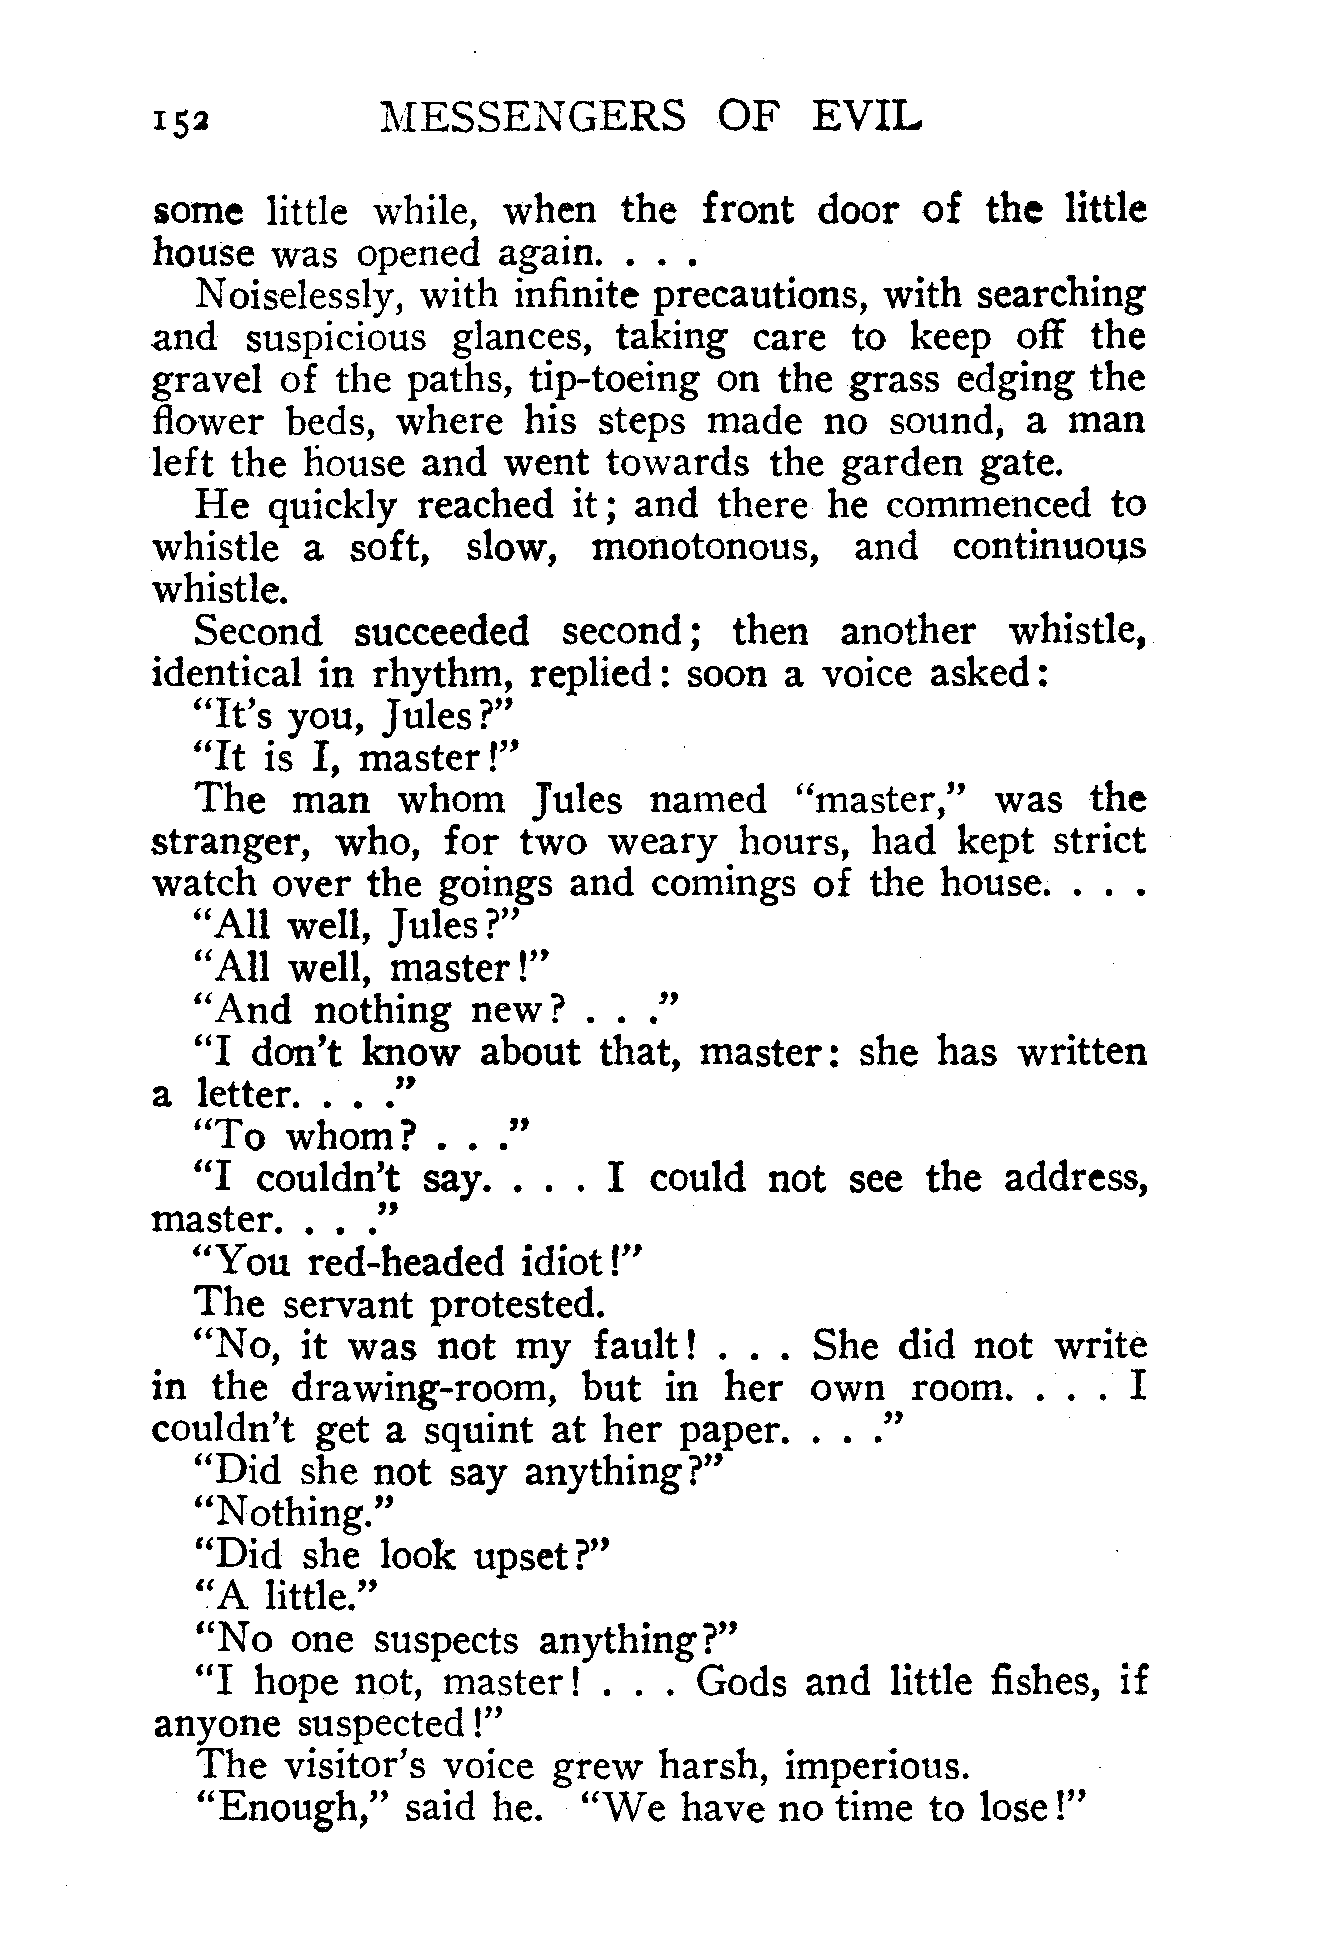 152 MESSENGERS OF EVIL
some little while, when the front door of the little
house was opened again. . . .
Noiselessly, with infinite precautions, with searching
and suspicious glances, taking care to keep off the
gravel of the paths, tip-toeing on the grass edging the
flower beds, where his steps made no sound, a man
left the house and went towards the garden gate.
He quickly reached it; and there he commenced to
whistle a soft, slow, monotonous, and continuous
whistle.
Second succeeded second; then another whistle,
identical in rhythm, replied: soon a voice asked:
“It’s you, Jules?”
“It is I, master!”
The man whom Jules named “master,” was the
stranger, who, for two weary hours, had kept strict
watch over the goings and comings of the house. . . .
“All well, Jules?”
“All well, master!”
“And nothing new? . . .”
“I don’t know about that, master: she has written
a letter. . . .”
“To whom? . . .”
“I couldn’t say. . . . I could not see the address,
master. . . .”
“You red-headed idiot!”
The servant protested.
“No, it was not my fault! . . . She did not write
in the drawing-room, but in her own room. . . . I
couldn’t get a squint at her paper. . . .”
“Did she not say anything?”
“Nothing.”
“Did she look upset?”
“A little.”
“No one suspects anything?”
“I hope not, master! . . . Gods and little fishes, if
anyone suspected!”
The visitor’s voice grew harsh, imperious.
“Enough,” said he. “We have no time to lose!”